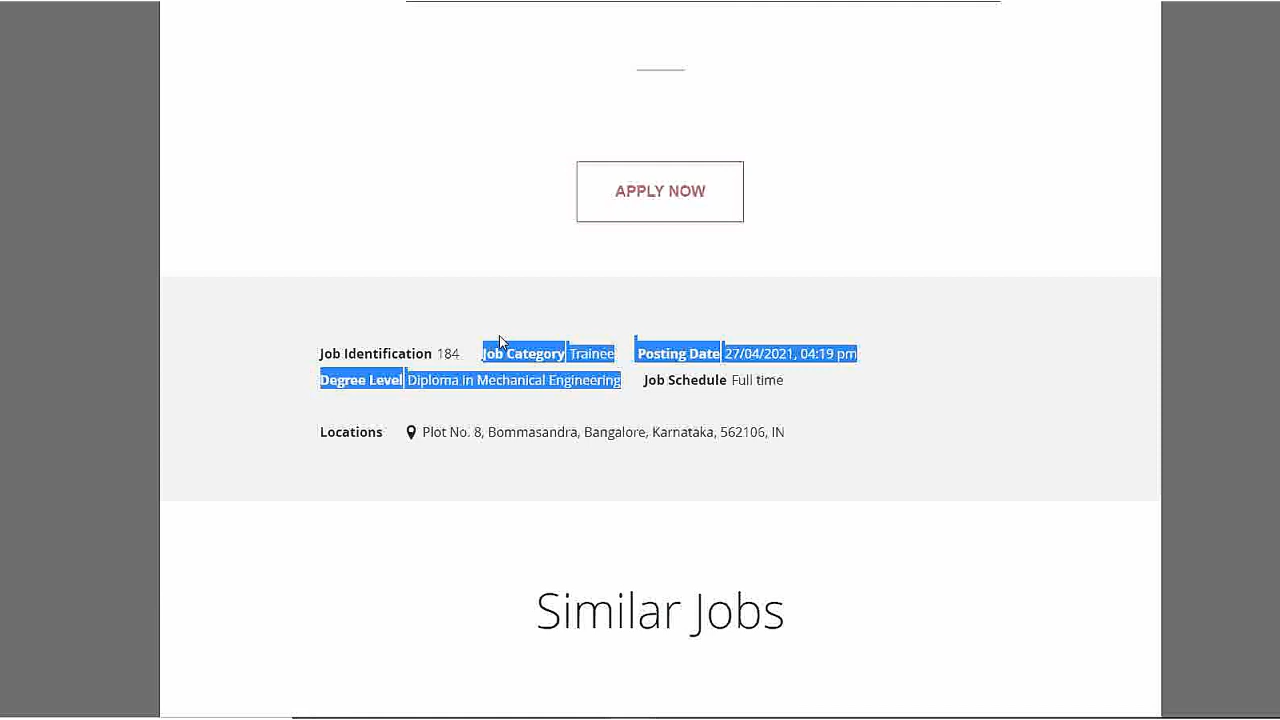 APPLY NOW
Job Identification 184 Job Category Trainee Posting Date 27/04/2021, 04:19 pm
Degree Level Diploma in Mechanical Engineering Job Schedule Full time
Locations Plot No. 8, Bommasandra, Bangalore, Karnataka, 562106, IN
Similar Jobs